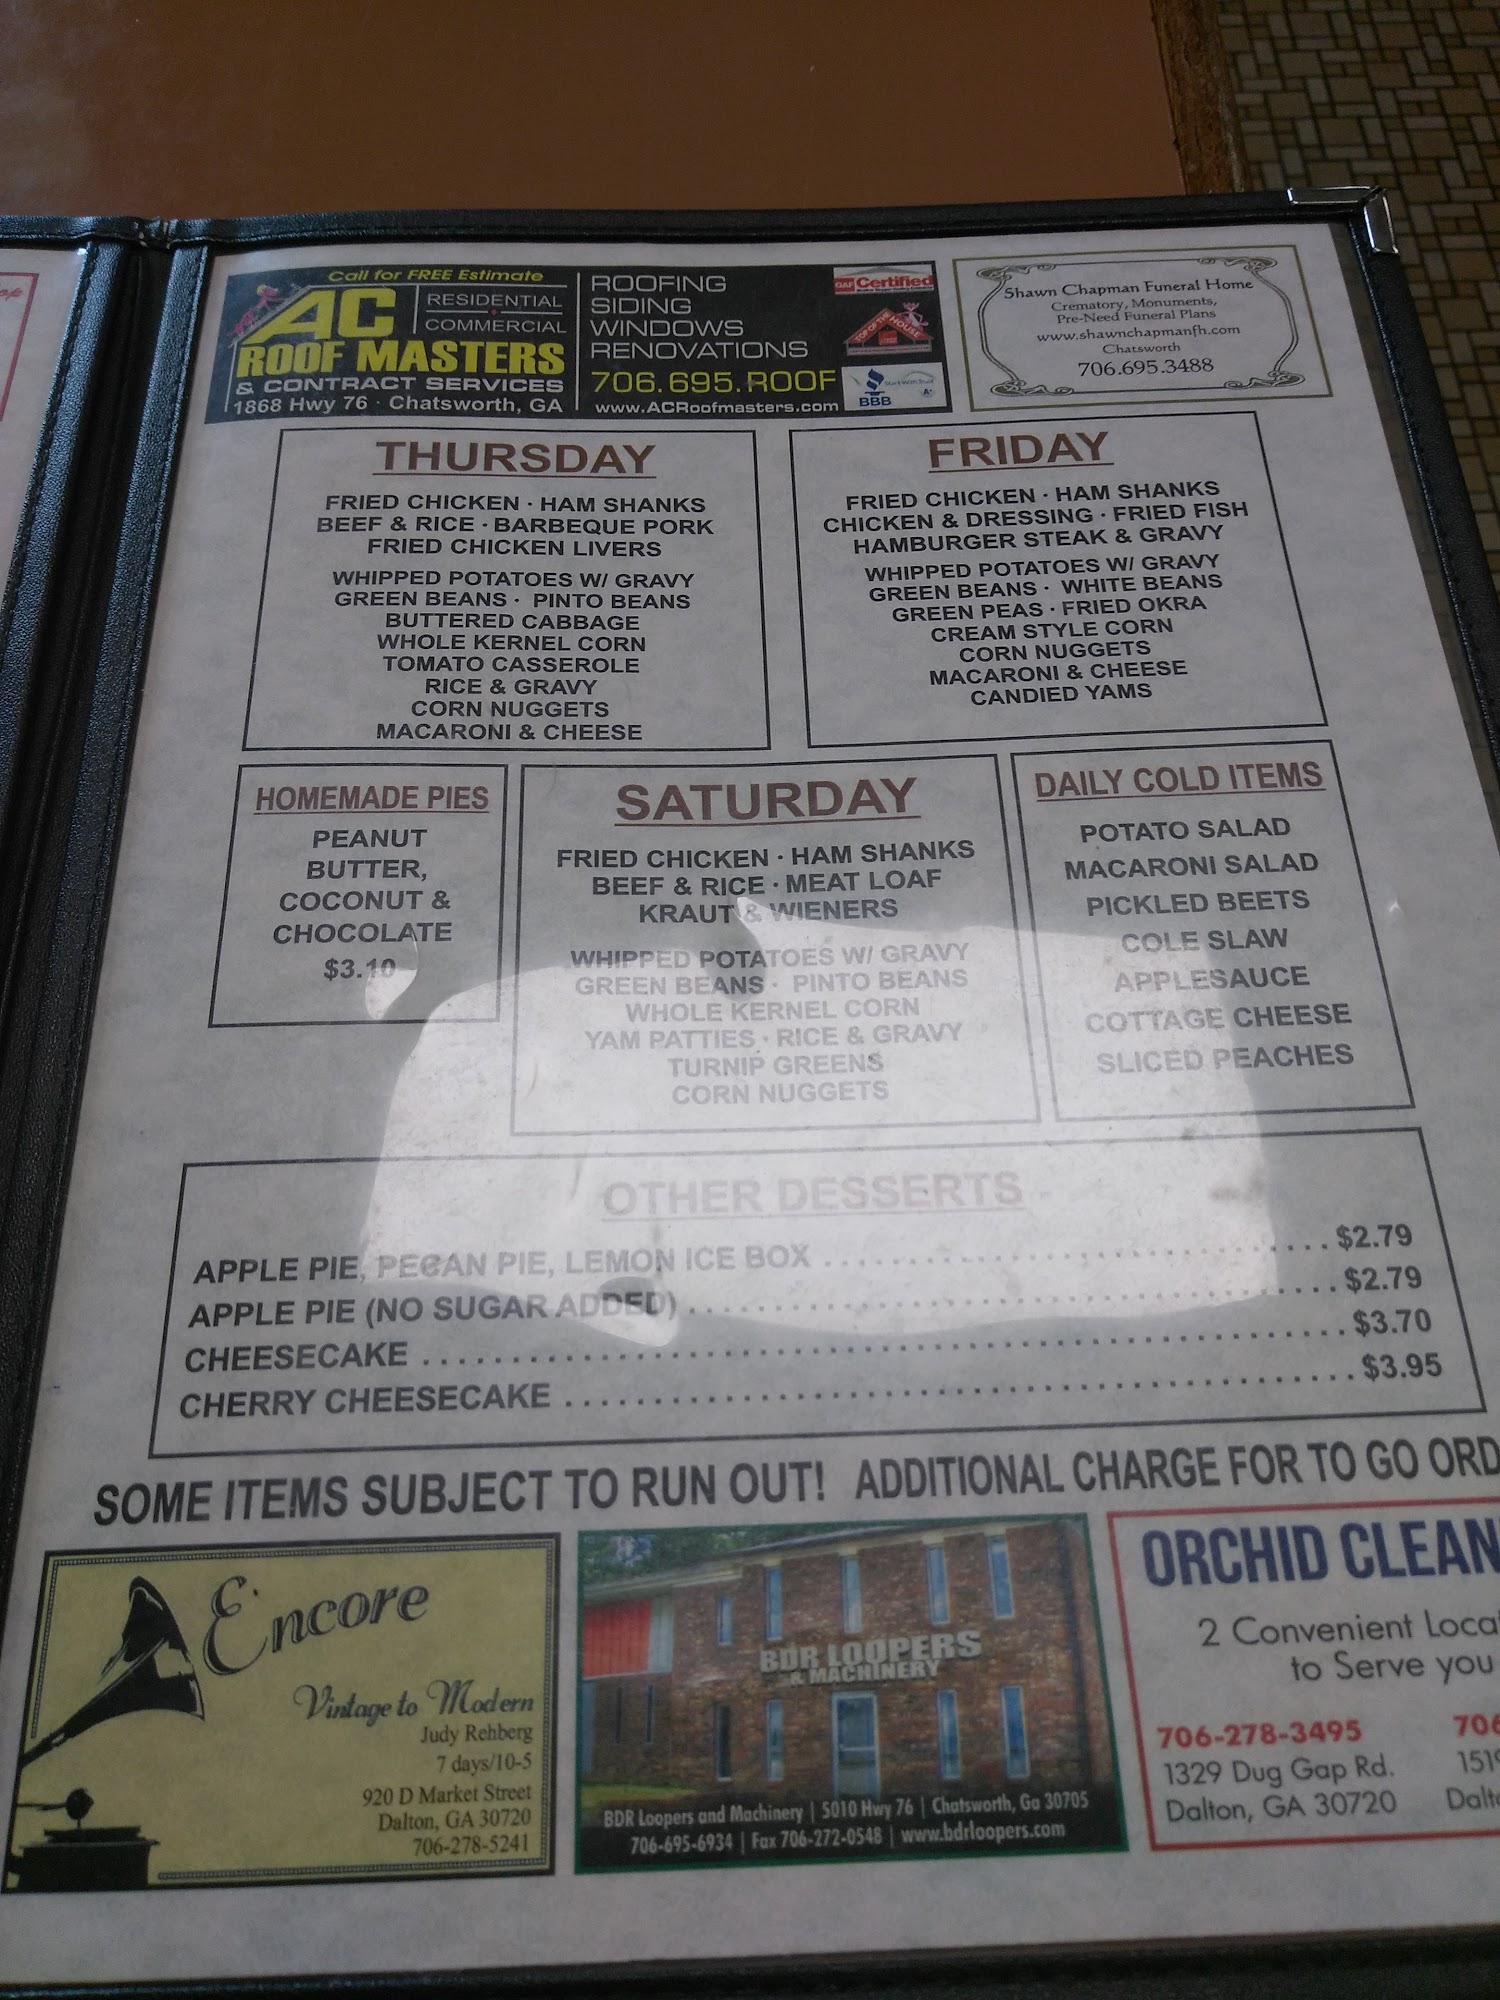 Call for FREE Estimate
AC
ROOF MASTERS
& CONTRACT SERVICES
1868 Hwy 76 · Chatsworth, GA
RESIDENTIAL
COMMERCIAL
ROOFING
SIDING
WINDOWS
RENOVATIONS
706.695.ROOF
www.ACRoofmasters.com
GAF Certified
TOP OF THE HOUSE
BBB
Start With Trust
A+
Shawn Chapman Funeral Home
Crematory, Monuments,
Pre-Need Funeral Plans
www.shawnchapmanfh.com
Chatsworth
706.695.3488
THURSDAY
FRIED CHICKEN · HAM SHANKS
BEEF & RICE · BARBEQUE PORK
FRIED CHICKEN LIVERS
WHIPPED POTATOES W/ GRAVY
GREEN BEANS · PINTO BEANS
BUTTERED CABBAGE
WHOLE KERNEL CORN
TOMATO CASSEROLE
RICE & GRAVY
CORN NUGGETS
MACARONI & CHEESE
FRIDAY
FRIED CHICKEN · HAM SHANKS
CHICKEN & DRESSING · FRIED FISH
HAMBURGER STEAK & GRAVY
WHIPPED POTATOES W/ GRAVY
GREEN BEANS · WHITE BEANS
GREEN PEAS · FRIED OKRA
CREAM STYLE CORN
CORN NUGGETS
MACARONI & CHEESE
CANDIED YAMS
HOMEMADE PIES
PEANUT
BUTTER,
COCONUT &
CHOCOLATE
$3.10
SATURDAY
FRIED CHICKEN · HAM SHANKS
BEEF & RICE · MEAT LOAF
KRAUT & WIENERS
WHIPPED POTATOES W/ GRAVY
GREEN BEANS · PINTO BEANS
WHOLE KERNEL CORN
YAM PATTIES · RICE & GRAVY
TURNIP GREENS
CORN NUGGETS
DAILY COLD ITEMS
POTATO SALAD
MACARONI SALAD
PICKLED BEETS
COLE SLAW
APPLESAUCE
COTTAGE CHEESE
SLICED PEACHES
OTHER DESSERTS
APPLE PIE, PECAN PIE, LEMON ICE BOX ........ $2.79
APPLE PIE (NO SUGAR ADDED) ........ $2.79
CHEESECAKE ........ $3.70
CHERRY CHEESECAKE ........ $3.95
SOME ITEMS SUBJECT TO RUN OUT! ADDITIONAL CHARGE FOR TO GO ORD
Encore
Vintage to Modern
Judy Rehberg
7 days/10-5
920 D Market Street
Dalton, GA 30720
706-278-5241
BDR LOOPERS
& MACHINERY
BDR Loopers and Machinery | 5010 Hwy 76 | Chatsworth, Ga 30705
706-695-6934 | Fax 706-272-0548 | www.bdrloopers.com
ORCHID CLEAN
2 Convenient Loca
to Serve you
706-278-3495
1329 Dug Gap Rd.
Dalton, GA 30720
706
1519
Dalt